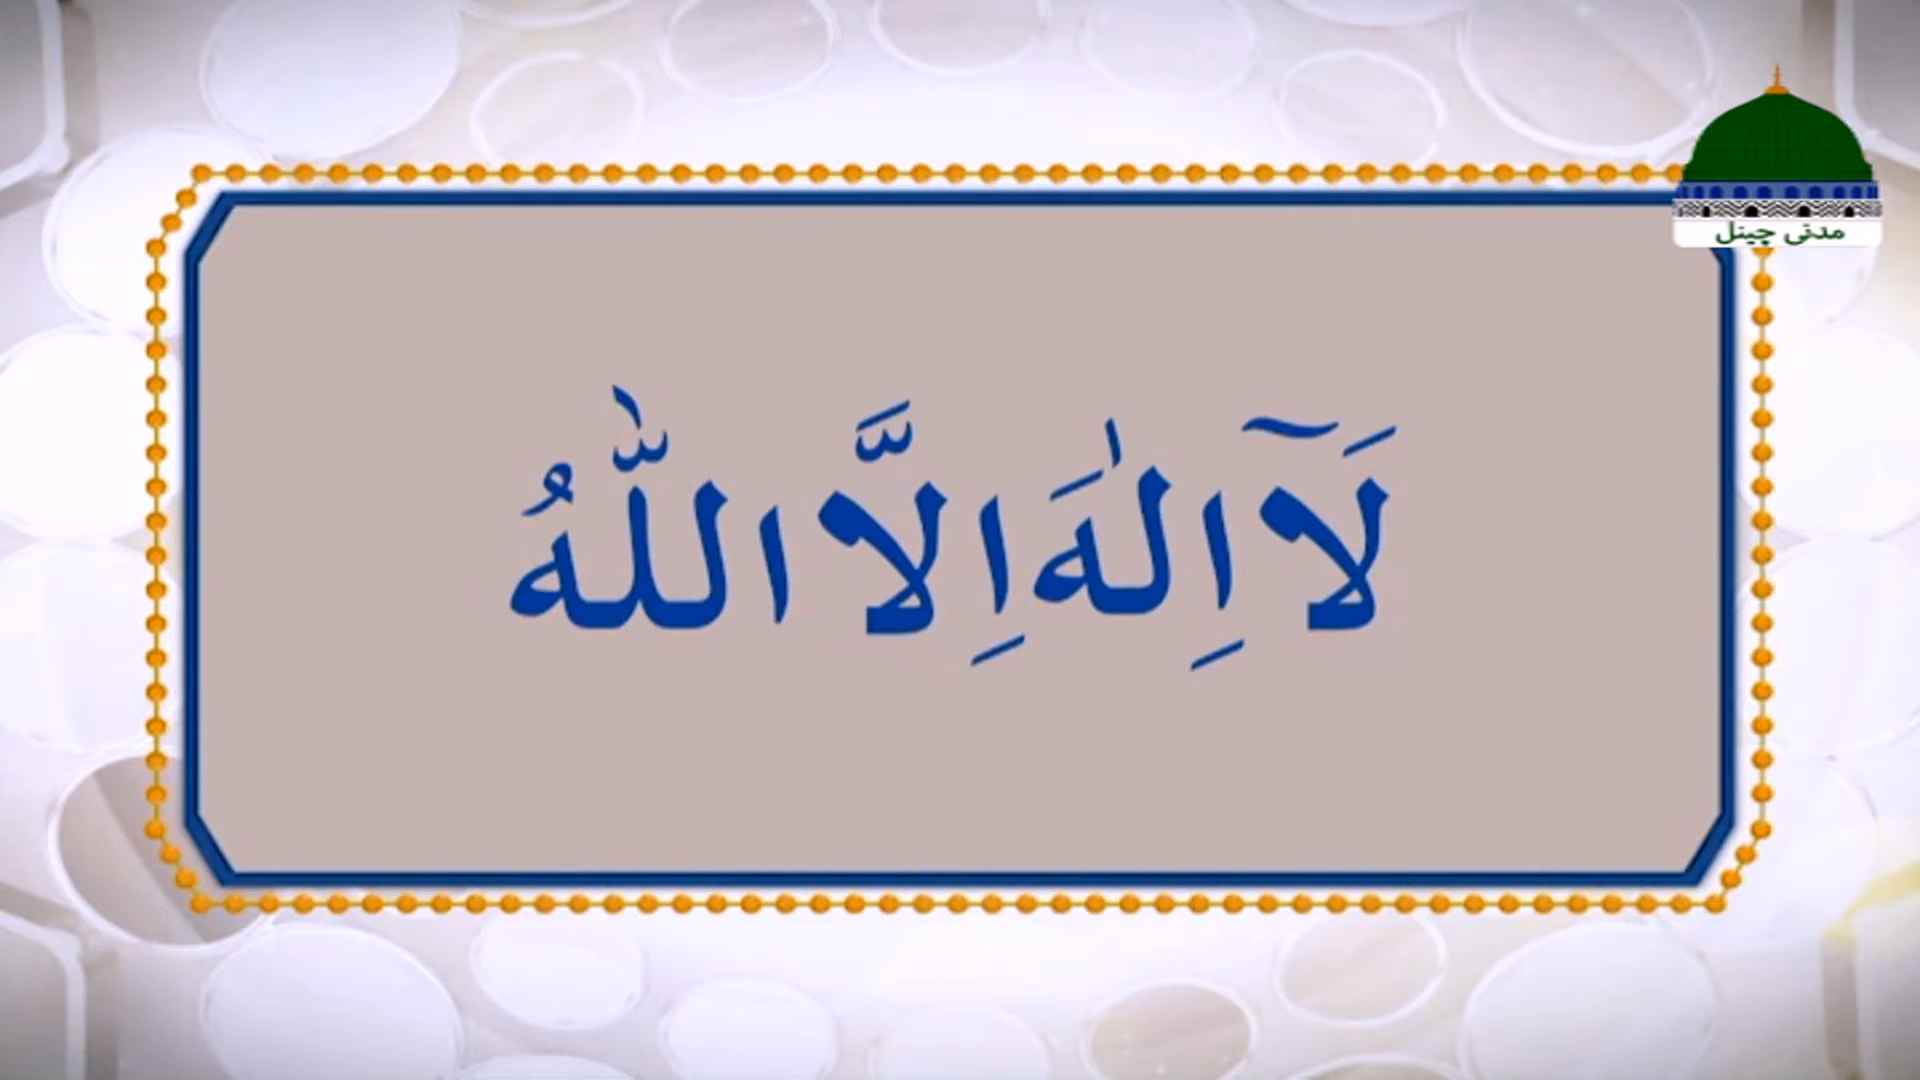 مدنی چینل
لَاۤ اِلٰهَ اِلَّا اللّٰهُ